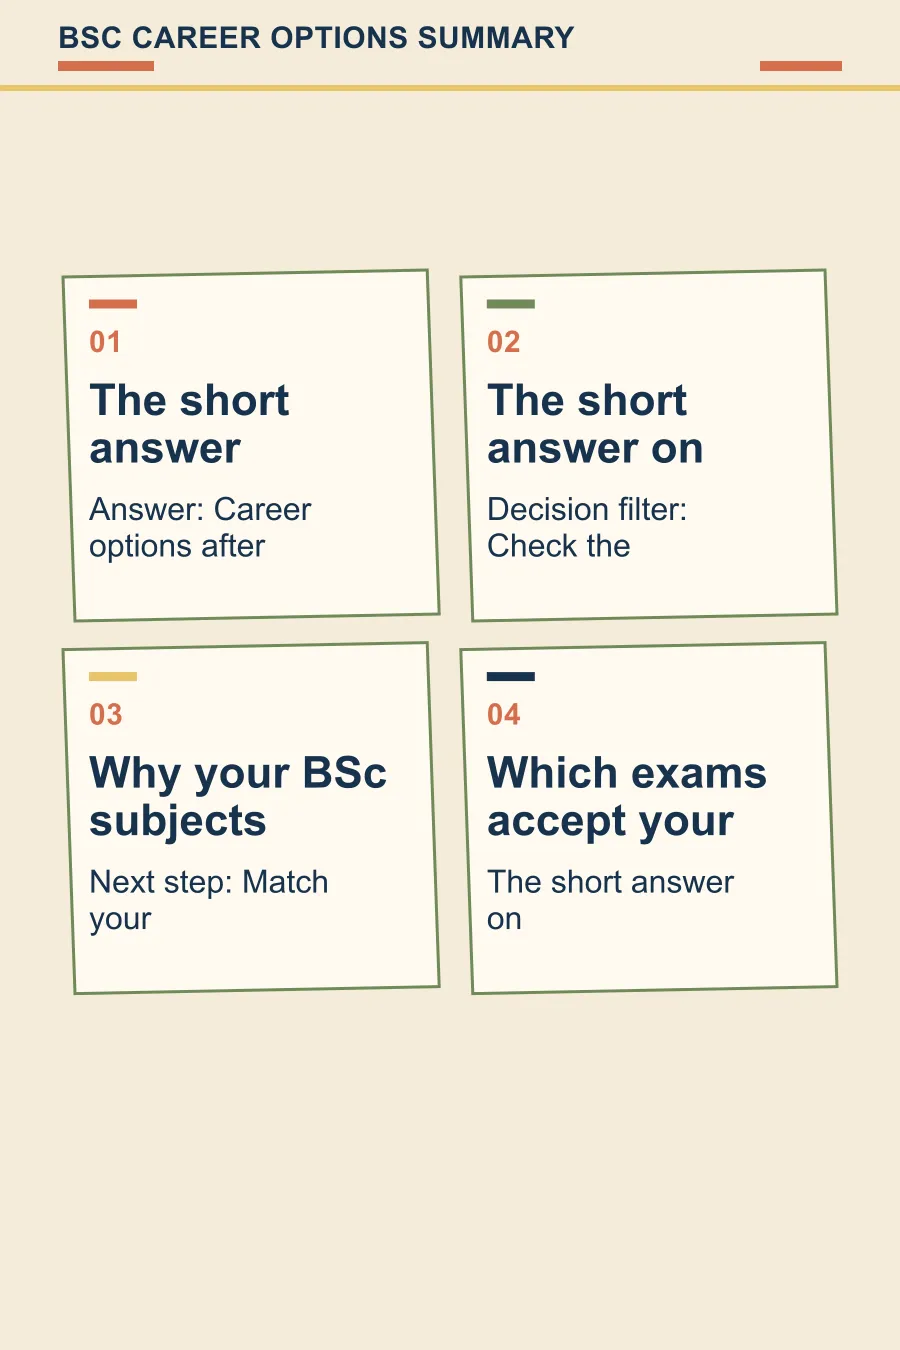 BSC CAREER OPTIONS SUMMARY
01
The short
answer
Answer: Career
options after
02
The short
answer on
Decision filter:
Check the
03
Why your BSc
subjects
Next step: Match
your
04
Which exams
accept your
The short answer
on